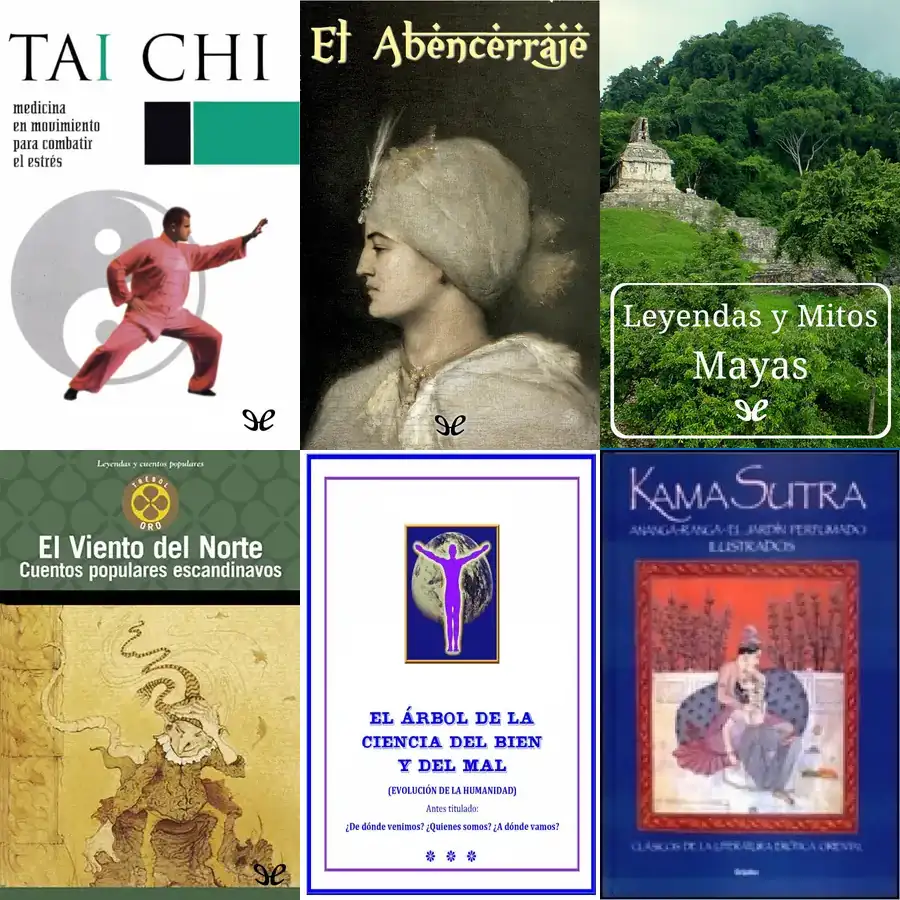 TAI CHI
medicina
en movimiento
para combatir
el estrés
El Abencerraje
Leyendas y Mitos
Mayas
Leyendas y cuentos populares
TRÉBOL
ORO
El Viento del Norte
Cuentos populares escandinavos
EL ÁRBOL DE LA
CIENCIA DEL BIEN
Y DEL MAL
(EVOLUCIÓN DE LA HUMANIDAD)
Antes titulado:
¿De dónde venimos? ¿Quienes somos? ¿A dónde vamos?
KAMA SUTRA
ANANGA-RANGA · EL JARDÍN PERFUMADO
ILUSTRADOS
CLÁSICOS DE LA LITERATURA ERÓTICA ORIENTAL
Grijalbo